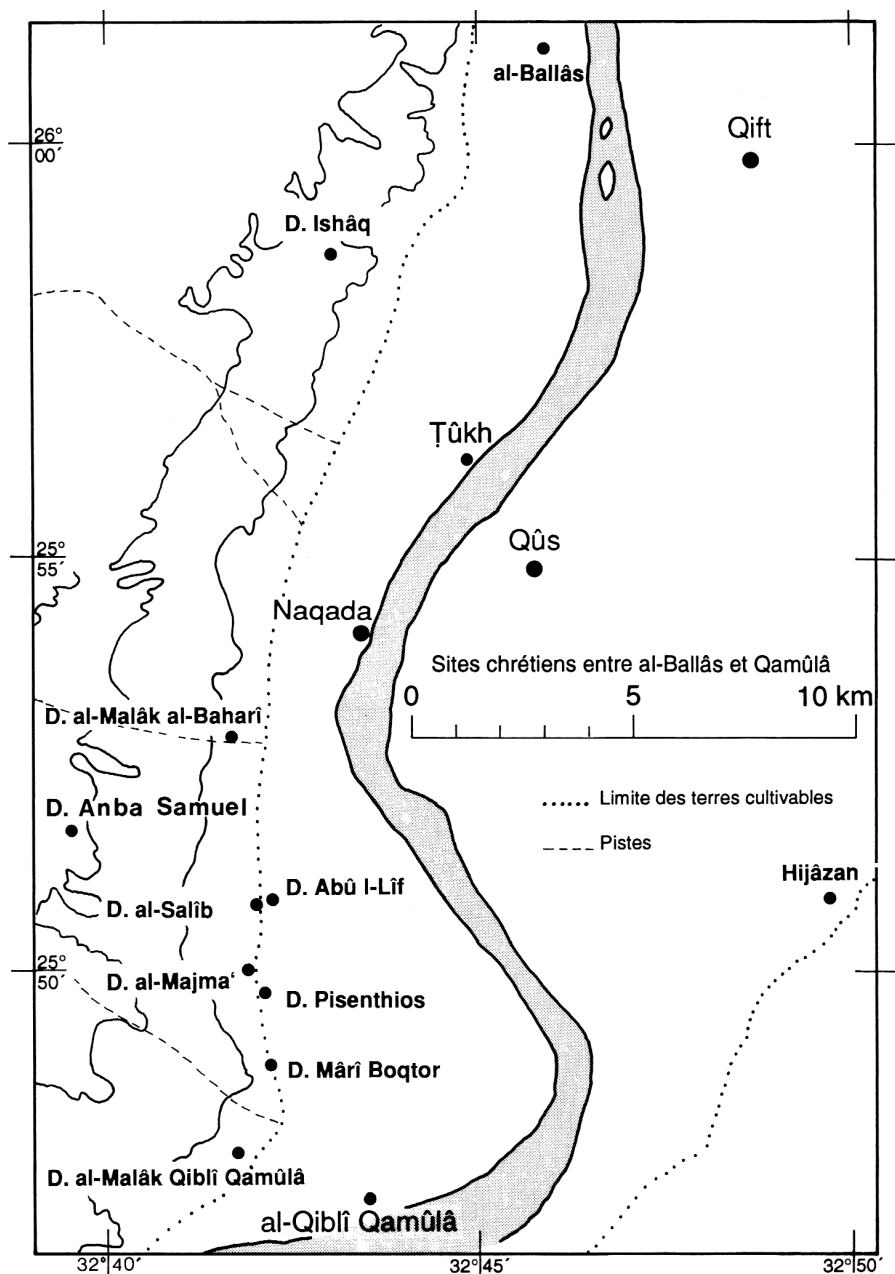 al-Ballâs
Qift
26°
00´
D. Ishâq
Ṭûkh
Qûs
25°
55´
Naqada
Sites chrétiens entre al-Ballâs et Qamûlâ
0 5 10 km
D. al-Malâk al-Baharî
Limite des terres cultivables
D. Anba Samuel
Pistes
Hijâzan
D. Abû l-Lîf
D. al-Salîb
25°
50´
D. al-Majma‘
D. Pisenthios
D. Mârî Boqtor
D. al-Malâk Qiblî Qamûlâ
al-Qiblî Qamûlâ
32°40´ 32°45´ 32°50´